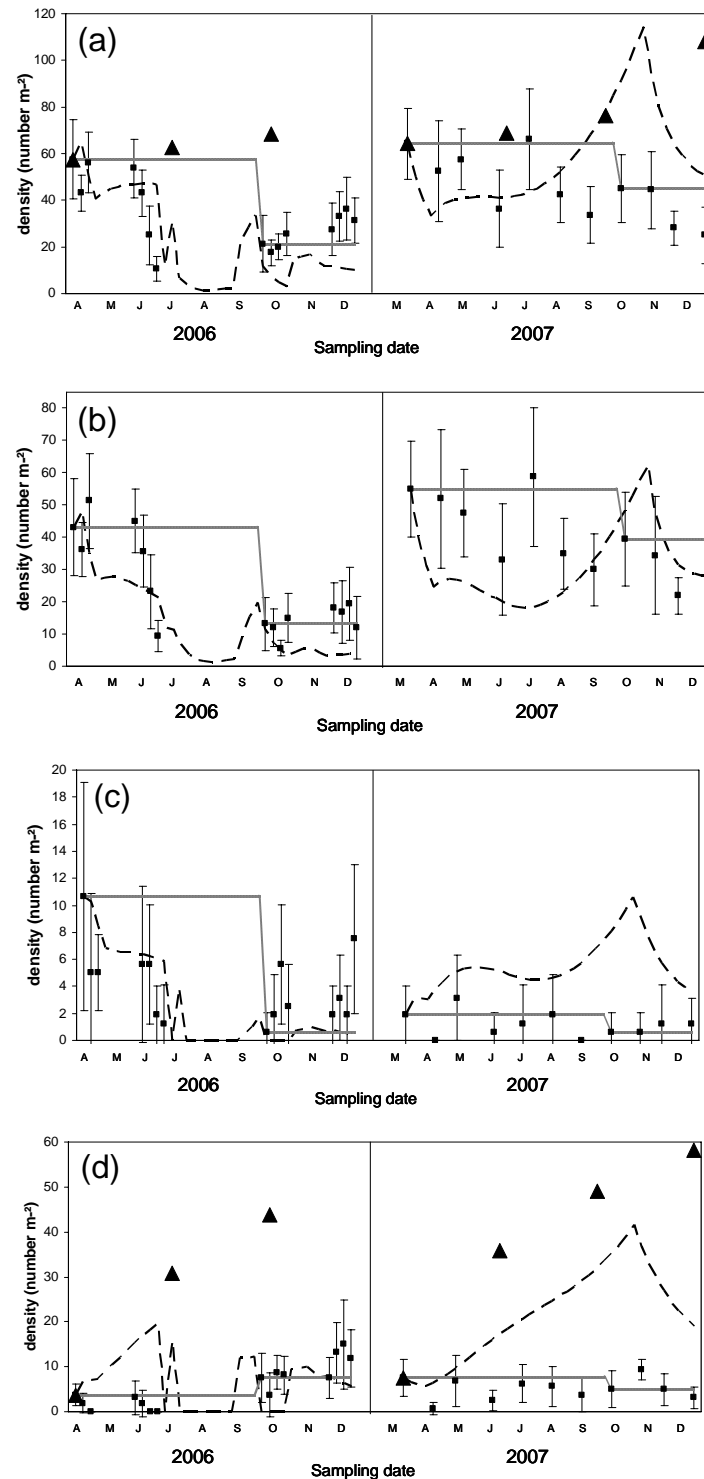 (a)
density (number m-²)
120
100
80
60
40
20
0
A M J J A S O N D
M A M J J A S O N D
2006
2007
Sampling date
(b)
density (number m-²)
80
70
60
50
40
30
20
10
0
A M J J A S O N D
M A M J J A S O N D
2006
2007
Sampling date
(c)
density (number m-²)
20
18
16
14
12
10
8
6
4
2
0
A M J J A S O N D
M A M J J A S O N D
2006
2007
Sampling date
(d)
density (number m-²)
60
50
40
30
20
10
0
A M J J A S O N D
M A M J J A S O N D
2006
2007
Sampling date